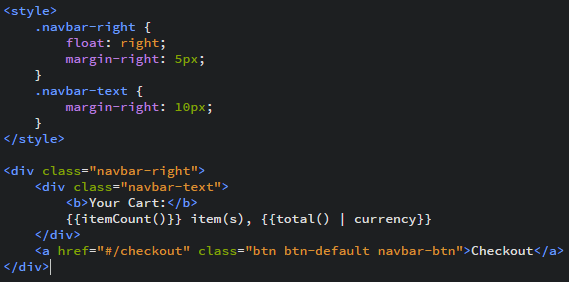 <style>
    .navbar-right {
        float: right;
        margin-right: 5px;
    }
    .navbar-text {
        margin-right: 10px;
    }
</style>

<div class="navbar-right">
    <div class="navbar-text">
        <b>Your Cart:</b>
        {{itemCount()}} item(s), {{total() | currency}}
    </div>
    <a href="#/checkout" class="btn btn-default navbar-btn">Checkout</a>
</div>